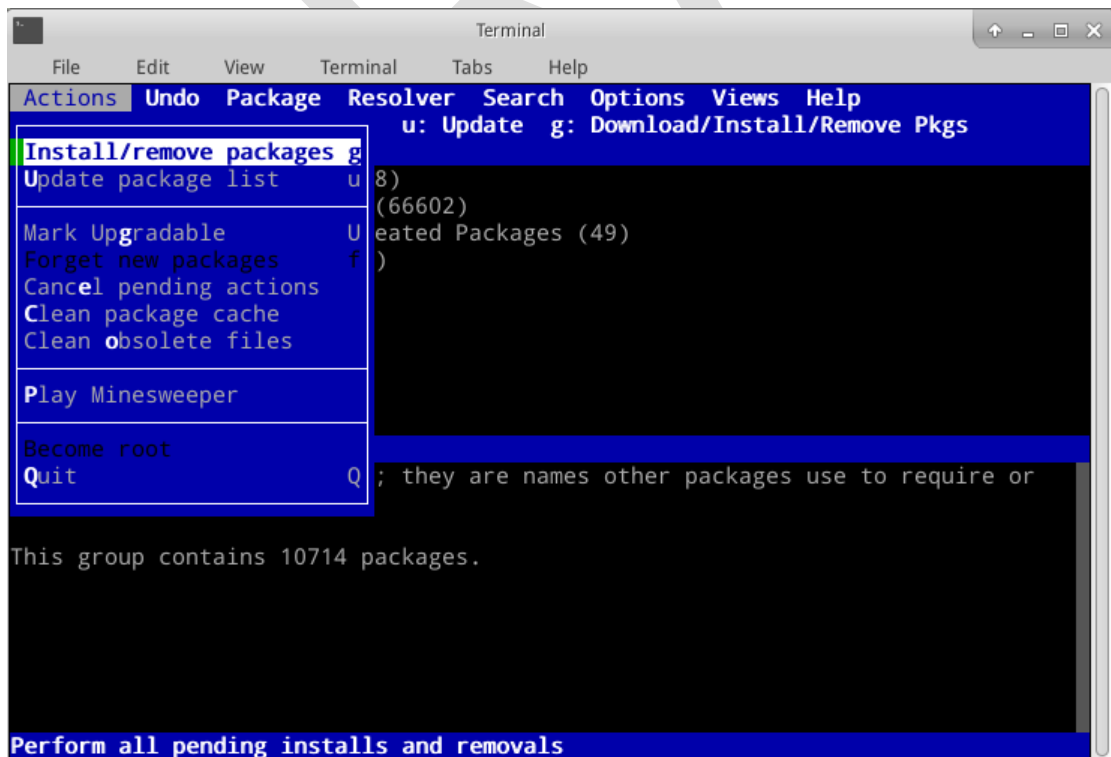 Terminal
File Edit View Terminal Tabs Help
Actions Undo Package Resolver Search Options Views Help
u: Update g: Download/Install/Remove Pkgs
Install/remove packages g
Update package list u 8)
(66602)
Mark Upgradable U eated Packages (49)
Forget new packages f )
Cancel pending actions
Clean package cache
Clean obsolete files
Play Minesweeper
Become root
Quit Q ; they are names other packages use to require or
This group contains 10714 packages.
Perform all pending installs and removals